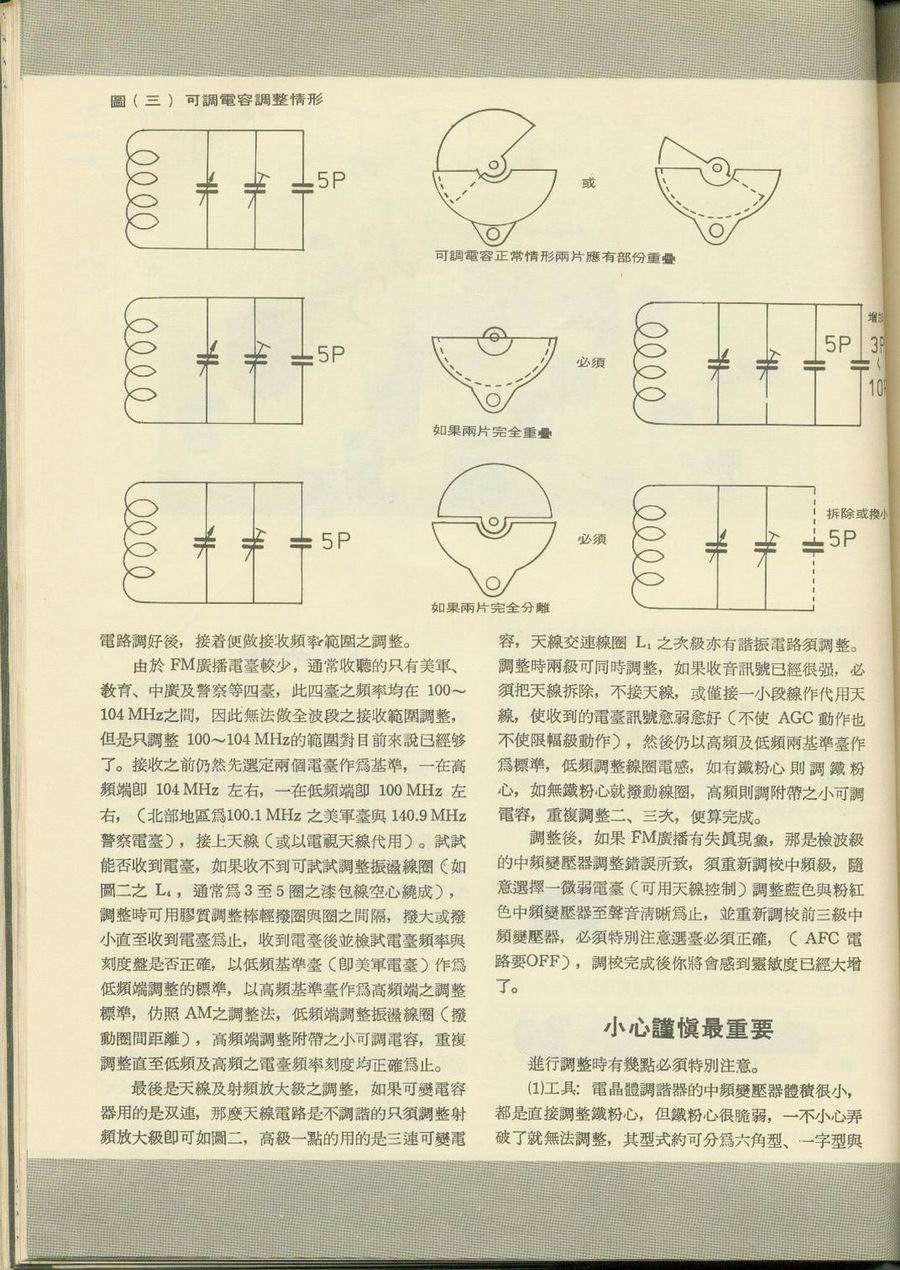 圖(三) 可調電容調整情形
5P
或
可調電容正常情形兩片應有部份重疊
5P
必須
如果兩片完全重疊
5P
增加
3P
10P
5P
必須
如果兩片完全分離
拆除或換小
5P
電路調好後，接着便做接收頻率範圍之調整。
由於 FM廣播電臺較少，通常收聽的只有美軍、
教育、中廣及警察等四臺，此四臺之頻率均在 100～
104 MHz之間，因此無法做全波段之接收範圍調整，
但是只調整 100～104 MHz的範圍對目前來說已經够
了。接收之前仍然先選定兩個電臺作爲基準，一在高
頻端卽 104 MHz 左右，一在低頻端卽 100 MHz 左
右，（北部地區爲100.1 MHz 之美軍臺與 140.9 MHz
警察電臺），接上天線（或以電視天線代用）。試試
能否收到電臺，如果收不到可試試調整振盪線圈（如
圖二之 L₄，通常爲 3 至 5 圈之漆包線空心繞成），
調整時可用膠質調整棒輕撥圈與圈之間隔，撥大或撥
小直至收到電臺爲止，收到電臺後並檢試電臺頻率與
刻度盤是否正確，以低頻基準臺（卽美軍電臺）作爲
低頻端調整的標準，以高頻基準臺作爲高頻端之調整
標準，仿照 AM之調整法，低頻端調整振盪線圈（撥
動圈間距離），高頻端調整附帶之小可調電容，重複
調整直至低頻及高頻之電臺頻率刻度均正確爲止。
最後是天線及射頻放大級之調整，如果可變電容
器用的是双連，那麼天線電路是不調諧的只須調整射
頻放大級卽可如圖二，高級一點的用的是三連可變電
容，天線交連線圈 L₁ 之次級亦有諧振電路須調整。
調整時兩級可同時調整，如果收音訊號已經很强，必
須把天線拆除，不接天線，或僅接一小段線作代用天
線，使收到的電臺訊號愈弱愈好（不使 AGC 動作也
不使限幅級動作），然後仍以高頻及低頻兩基準臺作
爲標準，低頻調整線圈電感，如有鐵粉心則調鐵粉
心，如無鐵粉心就撥動線圈，高頻則調附帶之小可調
電容，重複調整二、三次，便算完成。
調整後，如果 FM廣播有失眞現象，那是檢波級
的中頻變壓器調整錯誤所致，須重新調校中頻級，隨
意選擇一微弱電臺（可用天線控制）調整藍色與粉紅
色中頻變壓器至聲音淸晰爲止，並重新調校前三級中
頻變壓器，必須特別注意選臺必須正確，（ AFC 電
路要OFF），調校完成後你將會感到靈敏度已經大增
了。
小心謹愼最重要
進行調整時有幾點必須特別注意。
(1)工具：電晶體調諧器的中頻變壓器體積很小，
都是直接調整鐵粉心，但鐵粉心很脆弱，一不小心弄
破了就無法調整，其型式約可分爲六角型、一字型與